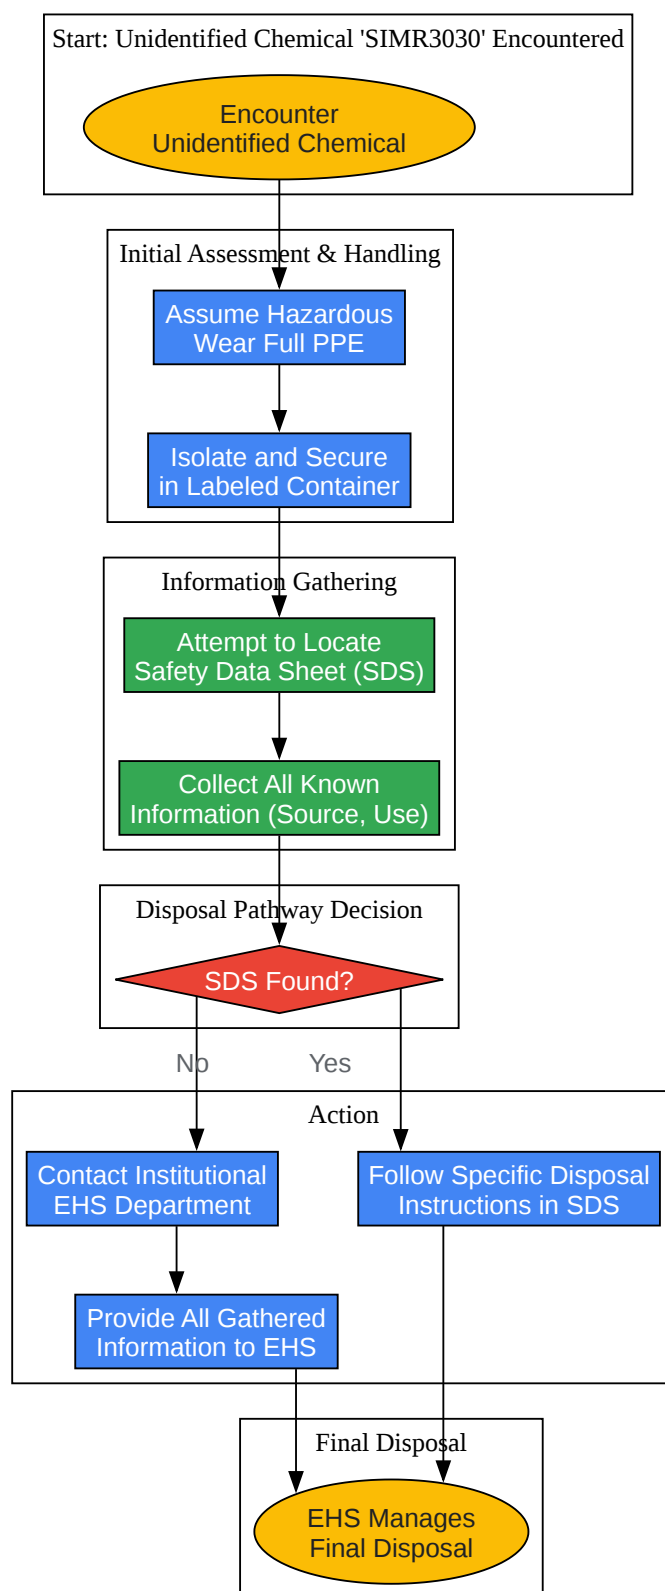 Start: Unidentified Chemical 'SIMR3030' Encountered
Encounter
Unidentified Chemical
Initial Assessment & Handling
Assume Hazardous
Wear Full PPE
Isolate and Secure
in Labeled Container
Information Gathering
Attempt to Locate
Safety Data Sheet (SDS)
Collect All Known
Information (Source, Use)
Disposal Pathway Decision
SDS Found?
No
Yes
Action
Contact Institutional
EHS Department
Follow Specific Disposal
Instructions in SDS
Provide All Gathered
Information to EHS
Final Disposal
EHS Manages
Final Disposal